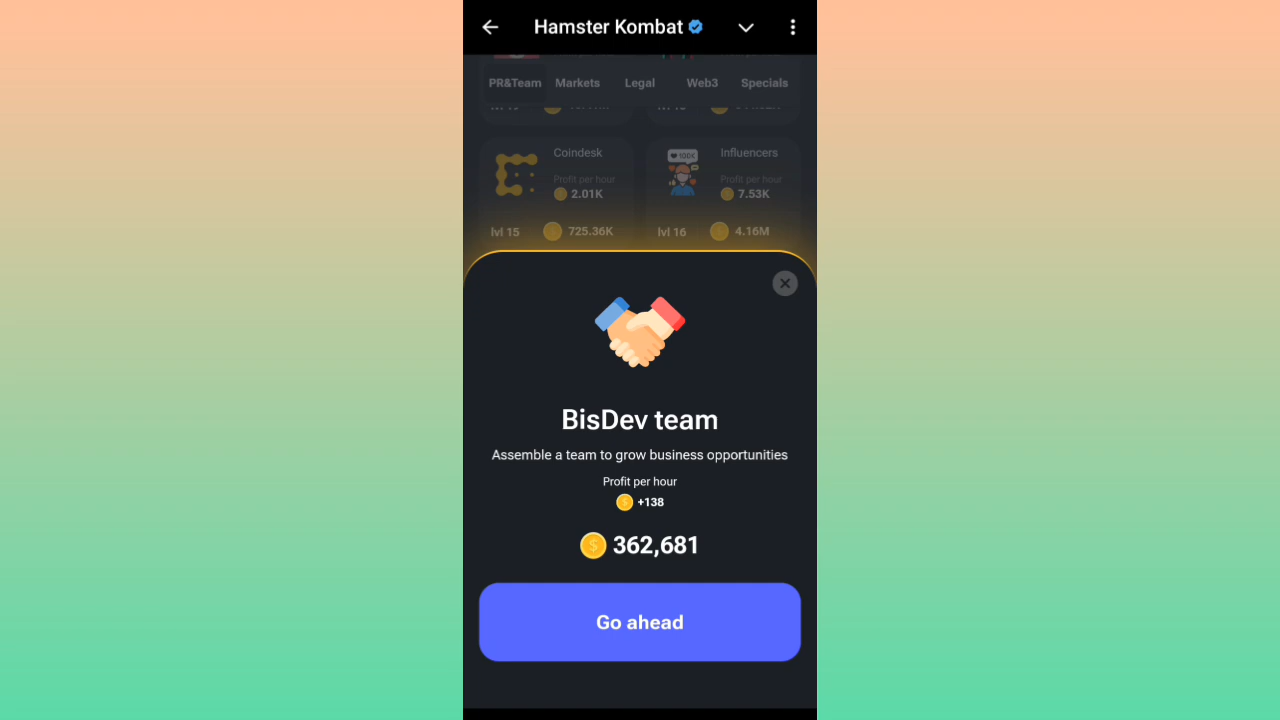 Hamster Kombat
PR&Team Markets Legal Web3 Specials
Coindesk
Profit per hour
2.01K
lvl 15 725.36K
Influencers
100K
Profit per hour
7.53K
lvl 16 4.16M
BisDev team
Assemble a team to grow business opportunities
Profit per hour
+138
362,681
Go ahead